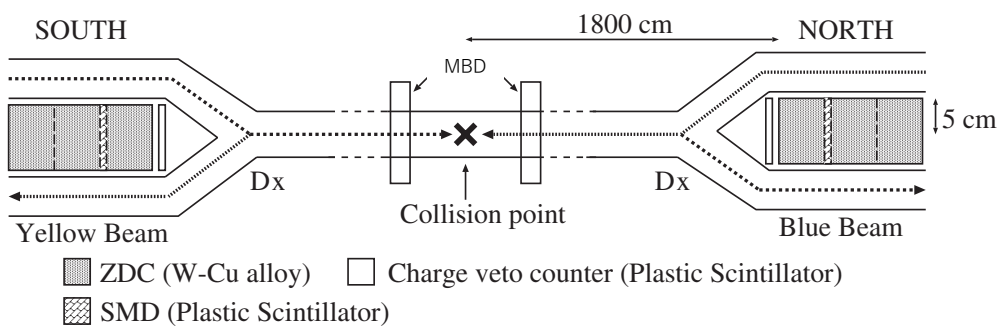 SOUTH
1800 cm
NORTH
MBD
5 cm
Dx
Dx
Collision point
Yellow Beam
Blue Beam
ZDC (W-Cu alloy)
Charge veto counter (Plastic Scintillator)
SMD (Plastic Scintillator)